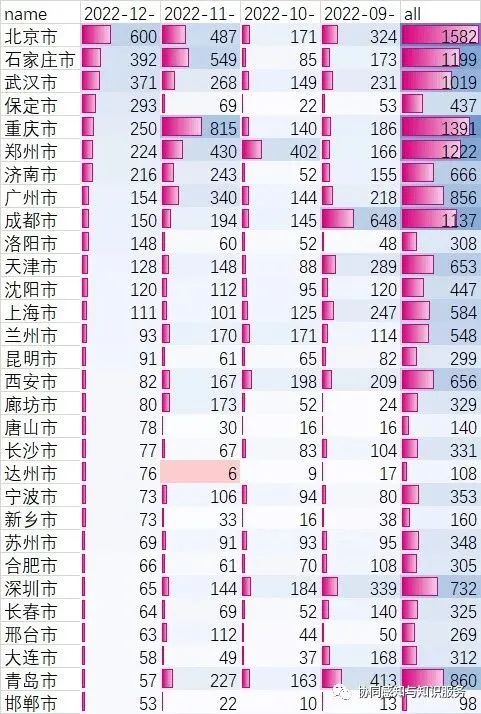 name 2022-12- 2022-11- 2022-10- 2022-09- all
北京市 600 487 171 324 1582
石家庄市 392 549 85 173 1199
武汉市 371 268 149 231 1019
保定市 293 69 22 53 437
重庆市 250 815 140 186 1391
郑州市 224 430 402 166 1222
济南市 216 243 52 155 666
广州市 154 340 144 218 856
成都市 150 194 145 648 1137
洛阳市 148 60 52 48 308
天津市 128 148 88 289 653
沈阳市 120 112 95 120 447
上海市 111 101 125 247 584
兰州市 93 170 171 114 548
昆明市 91 61 65 82 299
西安市 82 167 198 209 656
廊坊市 80 173 52 24 329
唐山市 78 30 16 16 140
长沙市 77 67 83 104 331
达州市 76 6 9 17 108
宁波市 73 106 94 80 353
新乡市 73 33 16 38 160
苏州市 69 91 93 95 348
合肥市 66 61 70 108 305
深圳市 65 144 184 339 732
长春市 64 69 52 140 325
邢台市 63 112 44 50 269
大连市 58 49 37 168 312
青岛市 57 227 163 413 860
协同感知与知识服务
邯郸市 53 22 10 13 98